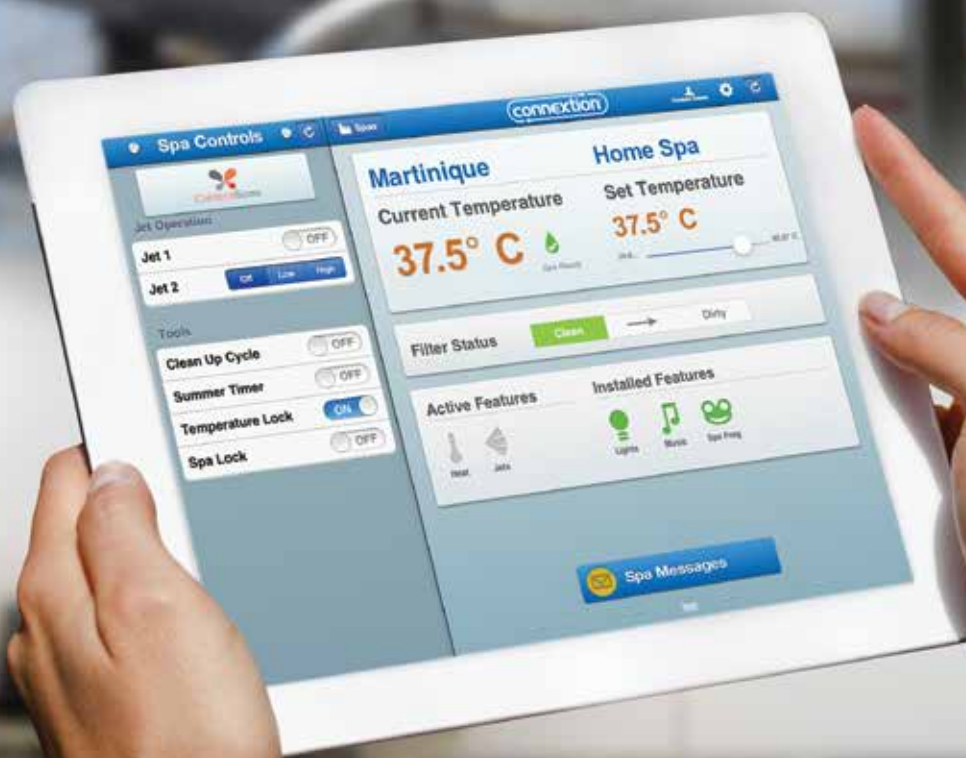 Spa Controls
Jet Operation
Jet 1
OFF
Jet 2
Off
Low
High
Tools
Clean Up Cycle
OFF
Summer Timer
OFF
Temperature Lock
ON
Spa Lock
OFF
Spas
connextion
Martinique
Home Spa
Current Temperature
Set Temperature
37.5° C
Spa Ready
37.5° C
Filter Status
Clean
Dirty
Active Features
Installed Features
Heat
Jets
Lights
Music
Spa Frog
Spa Messages